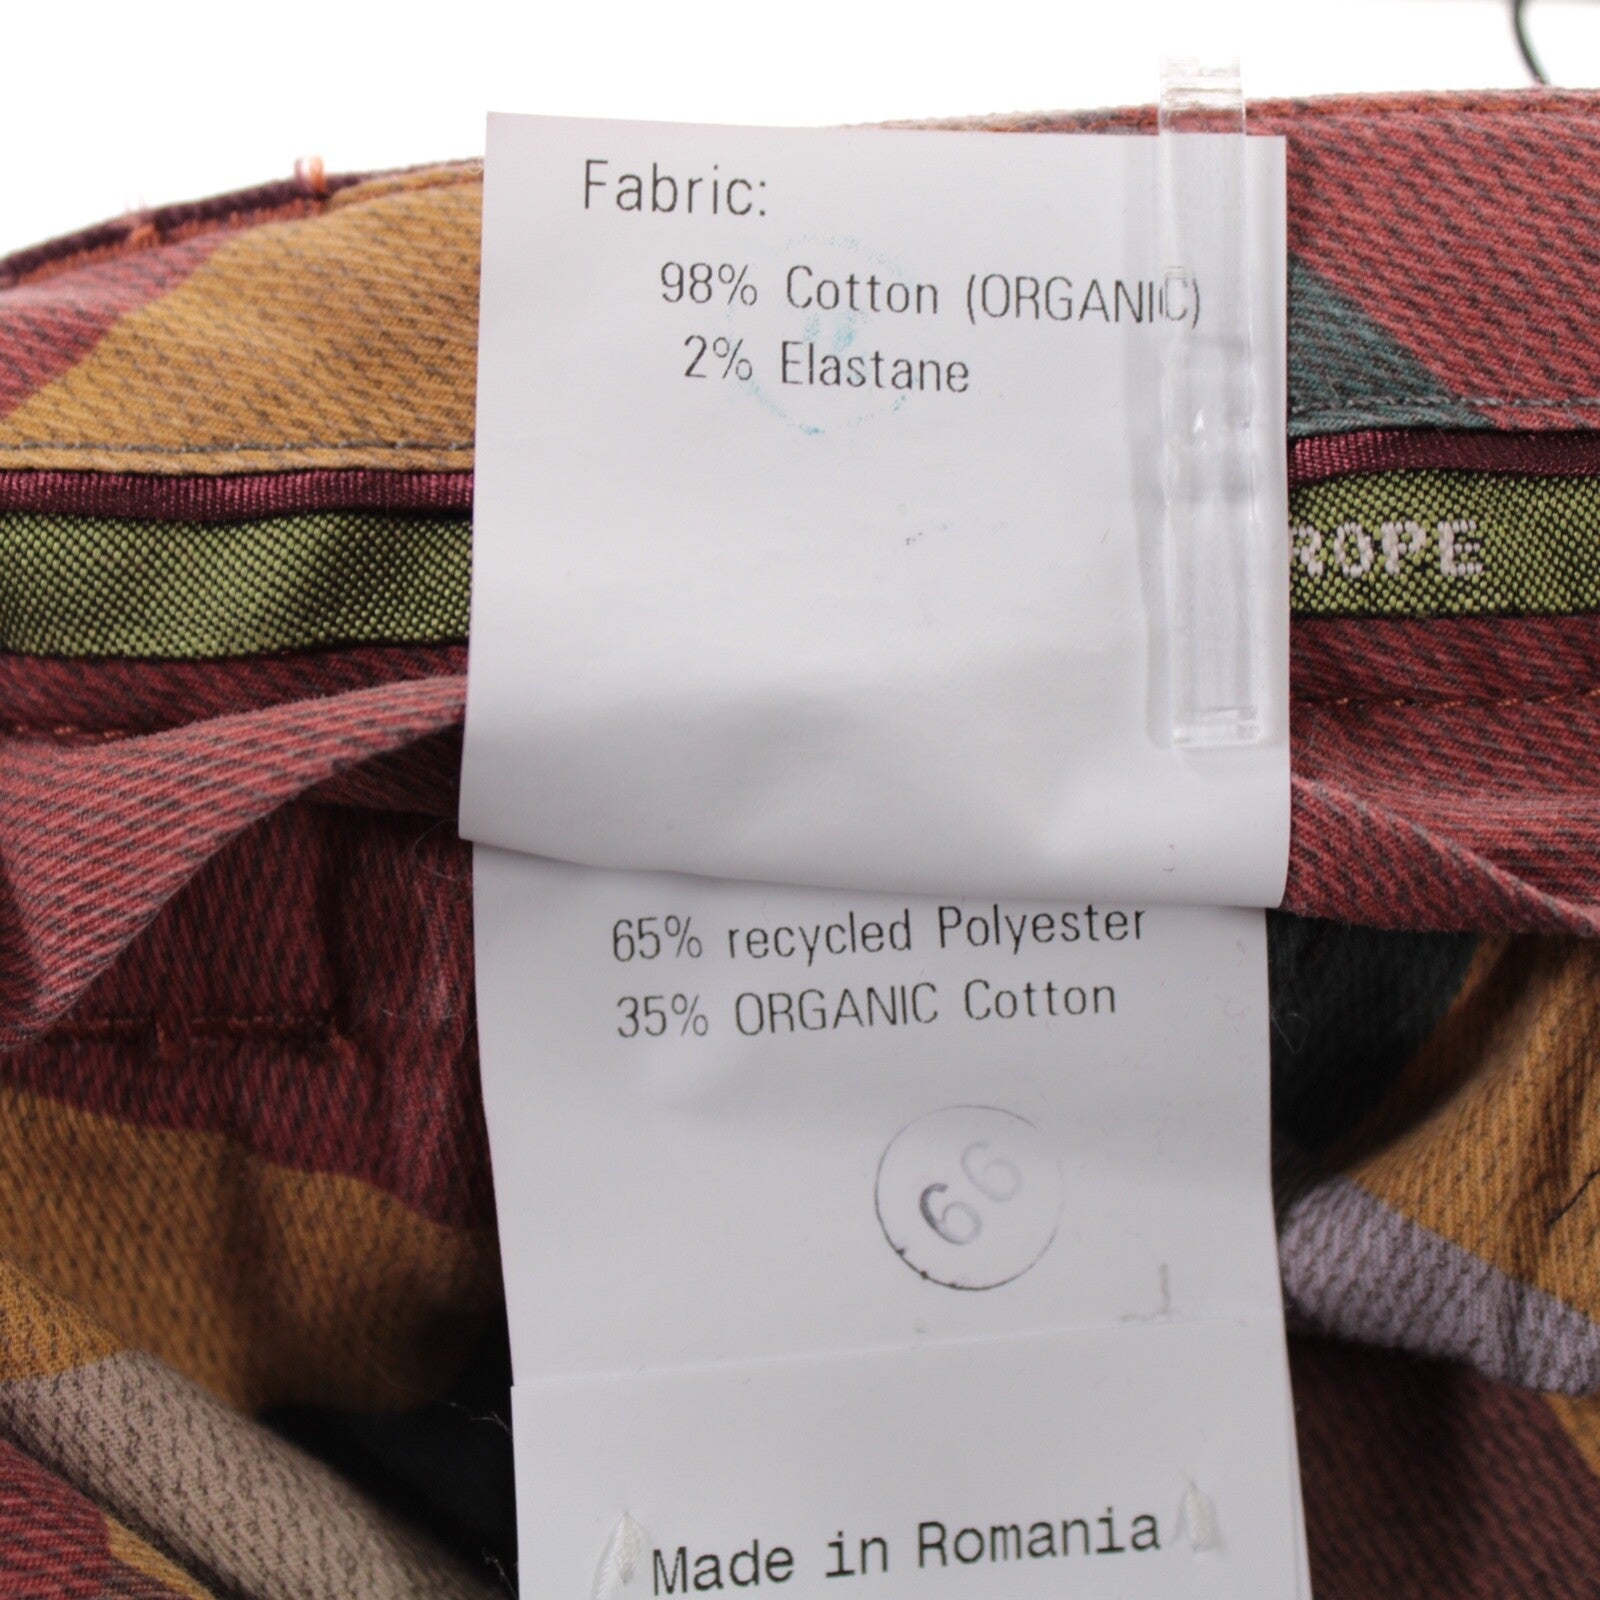 Fabric:
98% Cotton (ORGANIC)
2% Elastane
ROPE
65% recycled Polyester
35% ORGANIC Cotton
66
Made in Romania